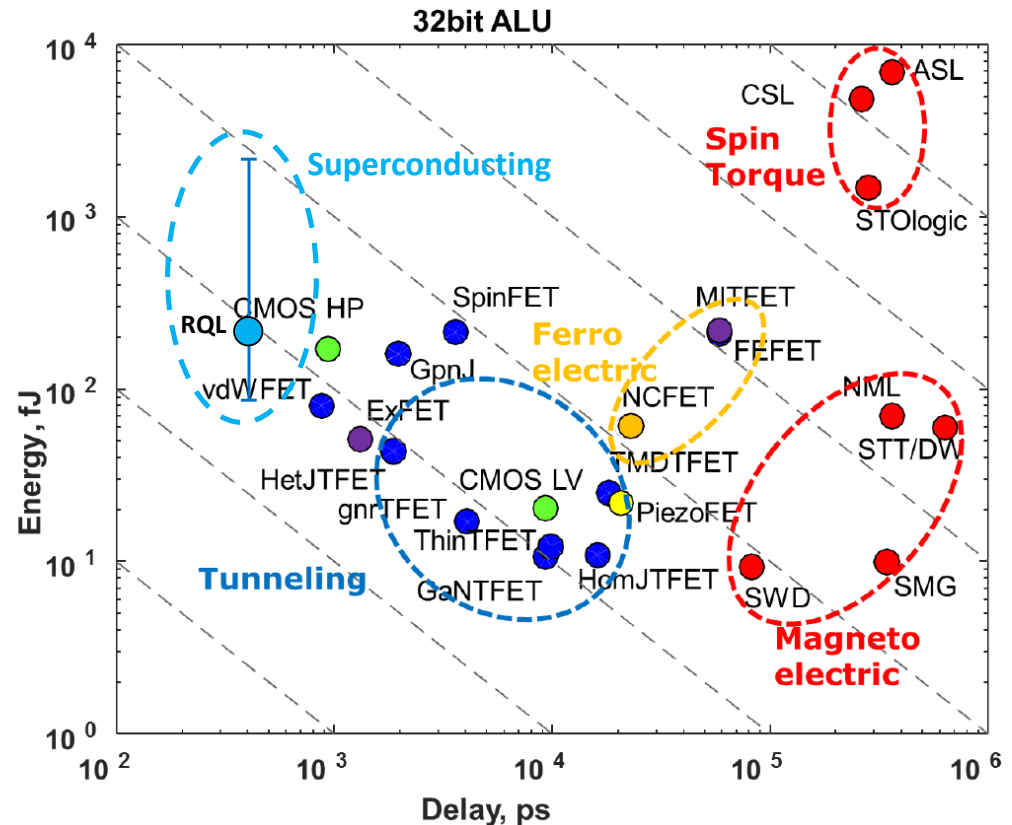 32bit ALU
10^4
ASL
CSL
Spin
Torque
Superconducting
STOlogic
10^3
CMOS HP
SpinFET
MITFET
RQL
Ferro
electric
FEFET
GpnJ
10^2
vdWFET
NCFET
NML
ExFET
STT/DW
HetJTFET
CMOS LV
TMDTFET
gnrTFET
PiezoFET
ThinTFET
10^1
Tunneling
GaNTFET
HomJTFET
SWD
SMG
Magneto
electric
10^0
Energy, fJ
10^2
10^3
10^4
10^5
10^6
Delay, ps